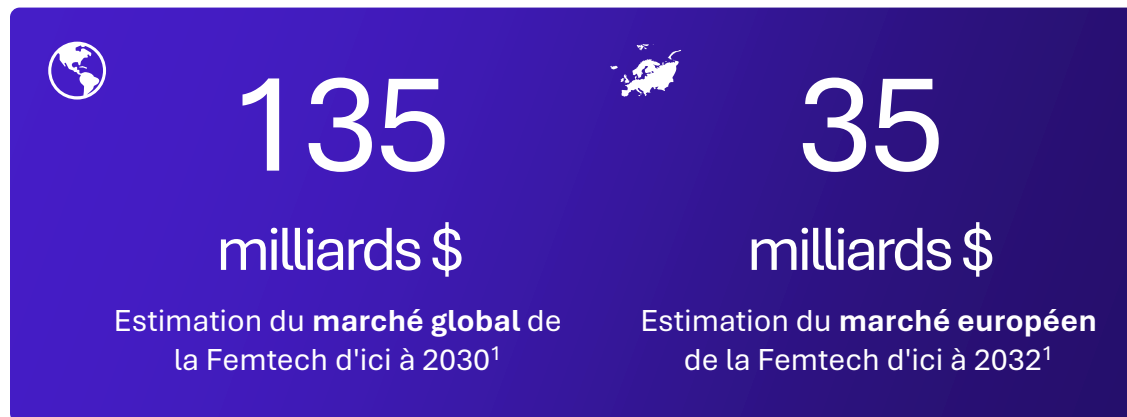 135
milliards $
Estimation du marché global de
la Femtech d'ici à 2030¹
35
milliards $
Estimation du marché européen
de la Femtech d'ici à 2032¹